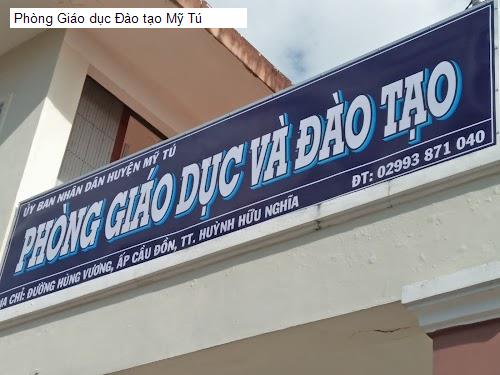 Phòng Giáo dục Đào tạo Mỹ Tú
ỦY BAN NHÂN DÂN HUYỆN MỸ TÚ
PHÒNG GIÁO DỤC VÀ ĐÀO TẠO
CHỈ: ĐƯỜNG HÙNG VƯƠNG, ẤP CẦU ĐỒN, TT. HUỲNH HỮU NGHĨA
ĐT: 02993 871 040